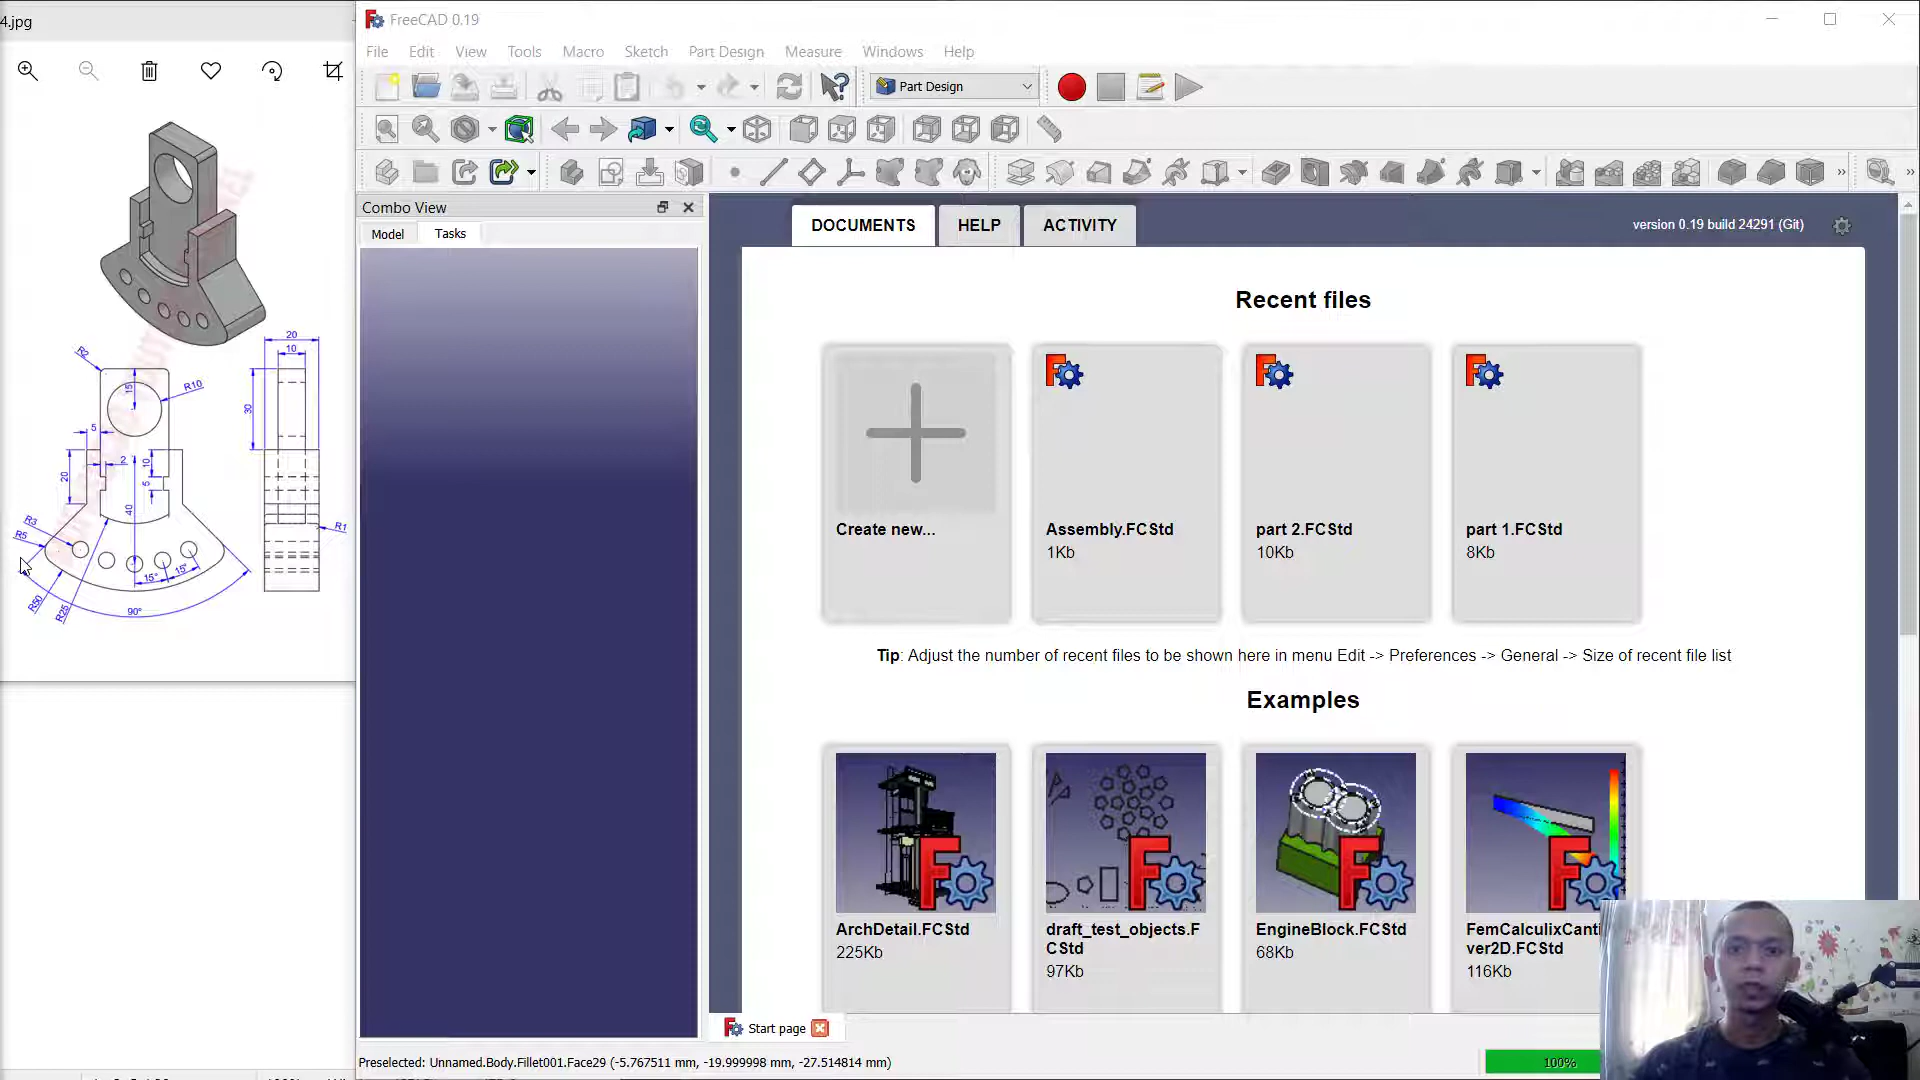 4.jpg
FreeCAD 0.19
File Edit View Tools Macro Sketch Part Design Measure Windows Help
Part Design
Combo View
Model Tasks
DOCUMENTS HELP ACTIVITY
version 0.19 build 24291 (Git)
Recent files
Create new...
Assembly.FCStd
1Kb
part 2.FCStd
10Kb
part 1.FCStd
8Kb
Tip: Adjust the number of recent files to be shown here in menu Edit -> Preferences -> General -> Size of recent file list
Examples
ArchDetail.FCStd
225Kb
draft_test_objects.F
CStd
97Kb
EngineBlock.FCStd
68Kb
FemCalculixCanti
ver2D.FCStd
116Kb
Start page
Preselected: Unnamed.Body.Fillet001.Face29 (-5.767511 mm, -19.999998 mm, -27.514814 mm)
100%
20
10
R2
15
R10
30
5
2
10
20
5
40
R3
R5
R1
15°
15°
R50
R25
90°